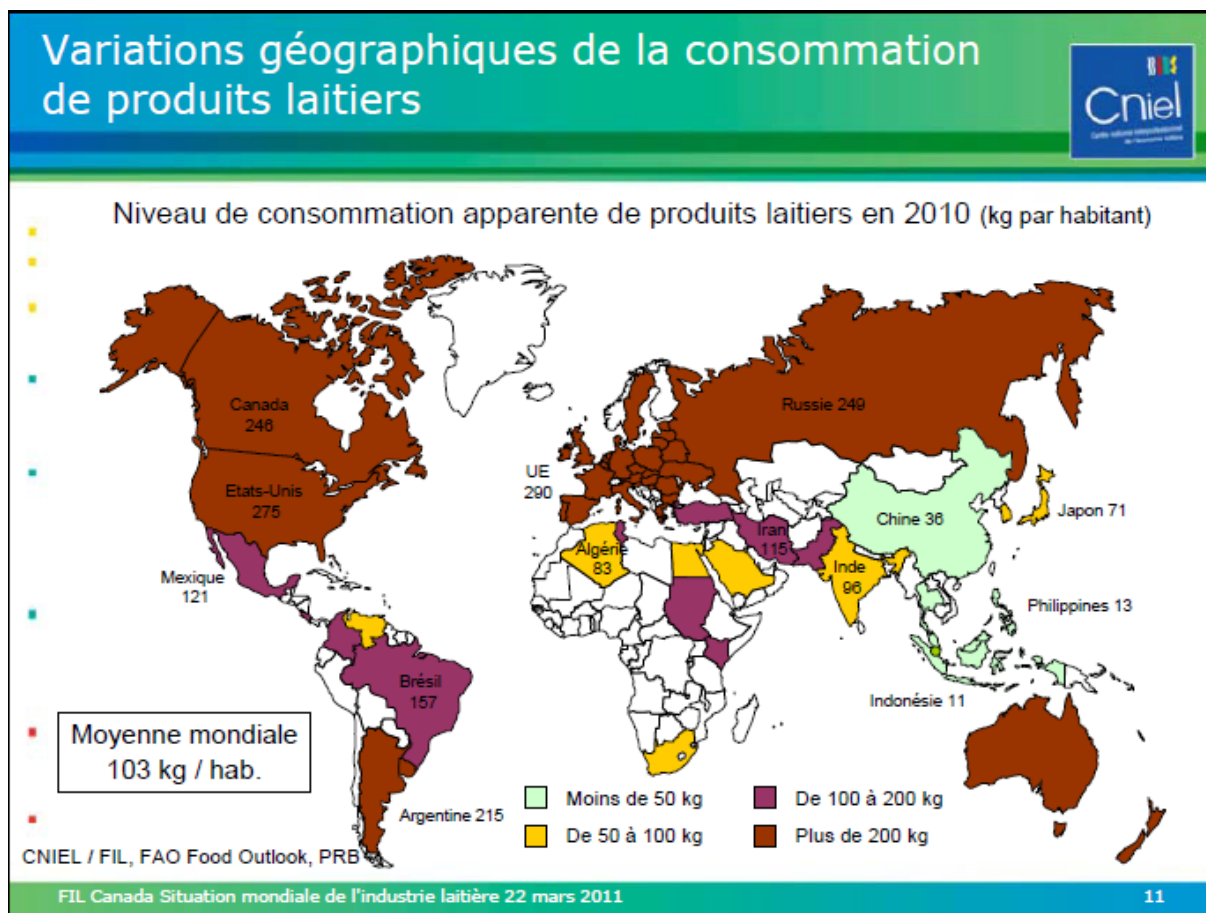 Variations géographiques de la consommation
de produits laitiers
Cniel
Niveau de consommation apparente de produits laitiers en 2010 (kg par habitant)
Canada
246
Russie 249
UE
290
Etats-Unis
275
Chine 36
Japon 71
Iran
115
Algérie
83
Inde
96
Mexique
121
Philippines 13
Brésil
157
Indonésie 11
Moyenne mondiale
103 kg / hab.
Moins de 50 kg
De 100 à 200 kg
De 50 à 100 kg
Plus de 200 kg
Argentine 215
CNIEL / FIL, FAO Food Outlook, PRB
FIL Canada Situation mondiale de l'industrie laitière 22 mars 2011
11